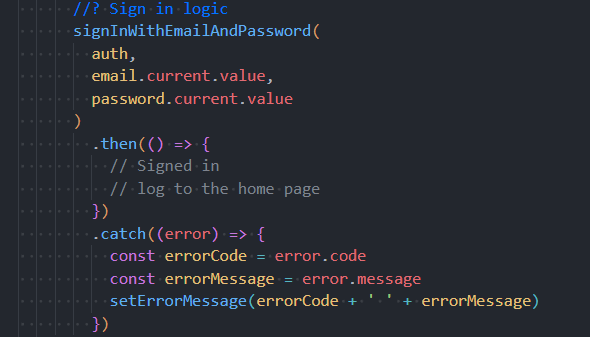 //? Sign in logic
signInWithEmailAndPassword(
auth,
email.current.value,
password.current.value
)
.then(() => {
// Signed in
// log to the home page
})
.catch((error) => {
const errorCode = error.code
const errorMessage = error.message
setErrorMessage(errorCode + ' ' + errorMessage)
})